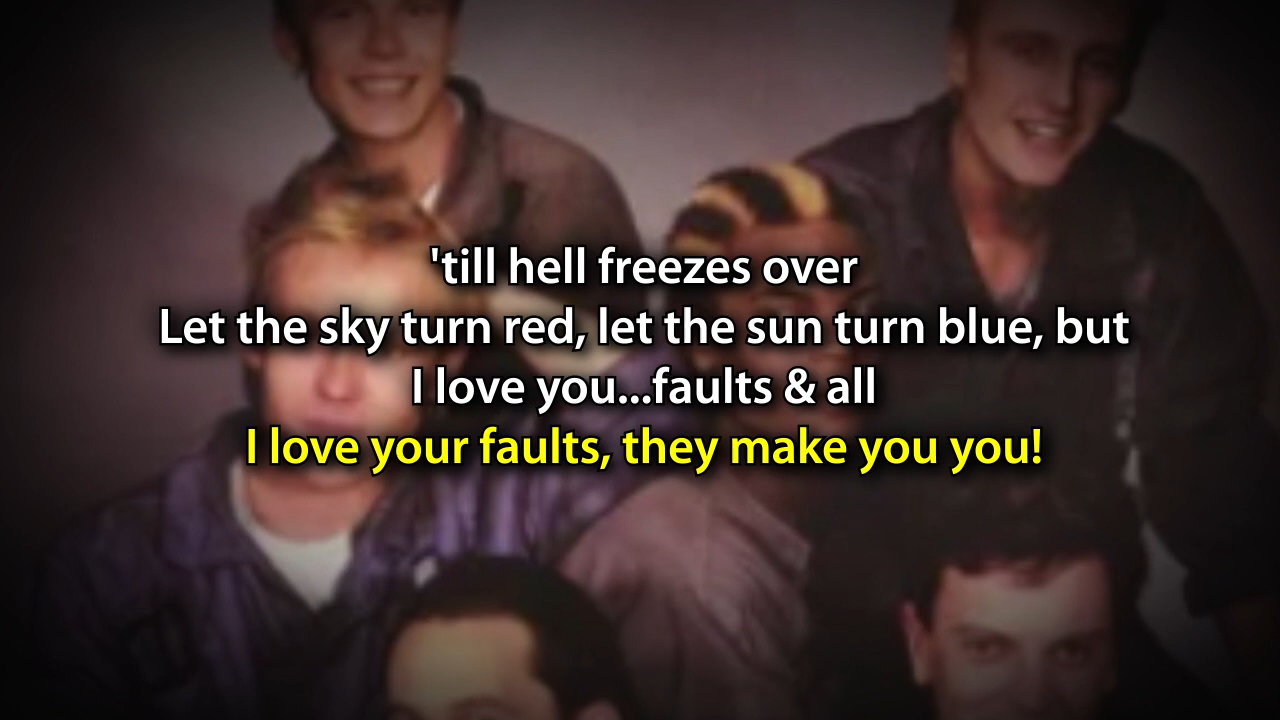 'till hell freezes over
Let the sky turn red, let the sun turn blue, but
I love you...faults & all
I love your faults, they make you you!